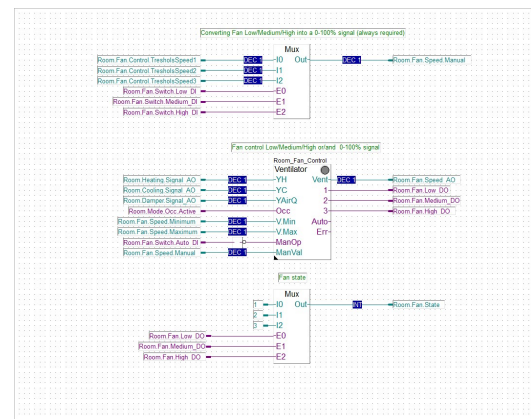 Converting Fan Low/Medium/High into a 0-100% signal (always required)
Mux
Room.Fan.Control.TresholsSpeed1 DEC 1 I0 Out DEC 1 Room.Fan.Speed.Manual
Room.Fan.Control.TresholsSpeed2 DEC 1 I1
Room.Fan.Control.TresholsSpeed3 DEC 1 I2
Room.Fan.Switch.Low_DI E0
Room.Fan.Switch.Medium_DI E1
Room.Fan.Switch.High_DI E2
Fan control Low/Medium/High or/and 0-100% signal
Room_Fan_Control
Ventilator
Room.Heating.Signal_AO DEC 1 YH Vent DEC 1 Room.Fan.Speed_AO
Room.Cooling.Signal_AO DEC 1 YC 1 Room.Fan.Low_DO
Room.Damper.Signal_AO DEC 1 YAirQ 2 Room.Fan.Medium_DO
Room.Mode.Occ.Active Occ 3 Room.Fan.High_DO
Room.Fan.Speed.Minimum DEC 1 V.Min Auto
Room.Fan.Speed.Maximum DEC 1 V.Max Err
Room.Fan.Switch.Auto_DI ManOp
Room.Fan.Speed.Manual DEC 1 ManVal
Fan state
Mux
1 I0 Out INT Room.Fan.State
2 I1
3 I2
Room.Fan.Low_DO E0
Room.Fan.Medium_DO E1
Room.Fan.High_DO E2